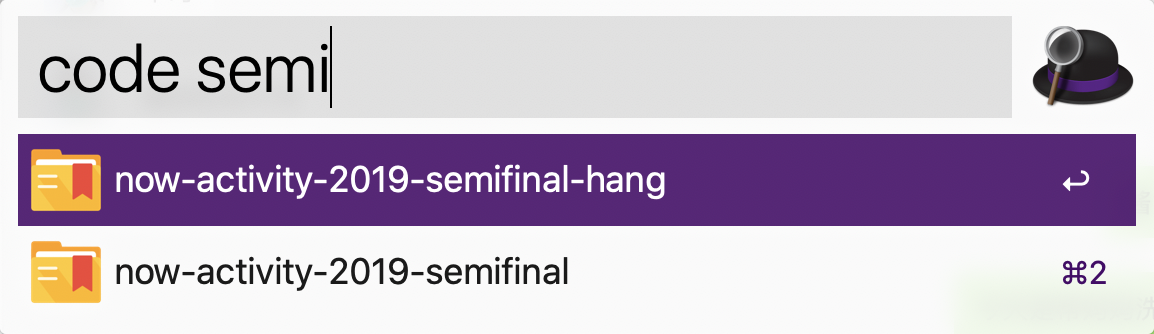 code semi
now-activity-2019-semifinal-hang ↩
now-activity-2019-semifinal ⌘2